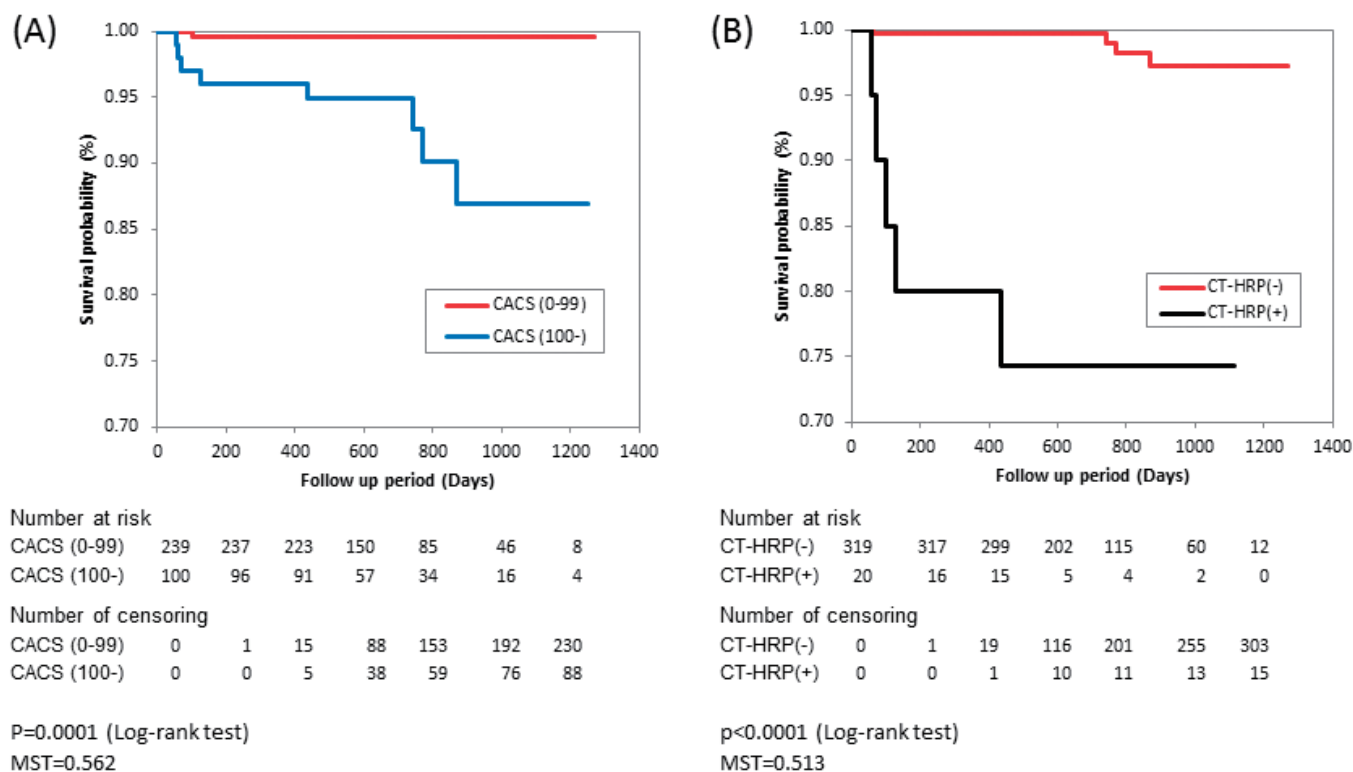 (A)
1.00
0.95
0.90
0.85
0.80
0.75
0.70
Survival probability (%)
CACS (0-99)
CACS (100-)
0 200 400 600 800 1000 1200 1400
Follow up period (Days)
Number at risk
CACS (0-99) 239 237 223 150 85 46 8
CACS (100-) 100 96 91 57 34 16 4
Number of censoring
CACS (0-99) 0 1 15 88 153 192 230
CACS (100-) 0 0 5 38 59 76 88
P=0.0001 (Log-rank test)
MST=0.562
(B)
1.00
0.95
0.90
0.85
0.80
0.75
0.70
Survival probability (%)
CT-HRP(-)
CT-HRP(+)
0 200 400 600 800 1000 1200 1400
Follow up period (Days)
Number at risk
CT-HRP(-) 319 317 299 202 115 60 12
CT-HRP(+) 20 16 15 5 4 2 0
Number of censoring
CT-HRP(-) 0 1 19 116 201 255 303
CT-HRP(+) 0 0 1 10 11 13 15
p<0.0001 (Log-rank test)
MST=0.513